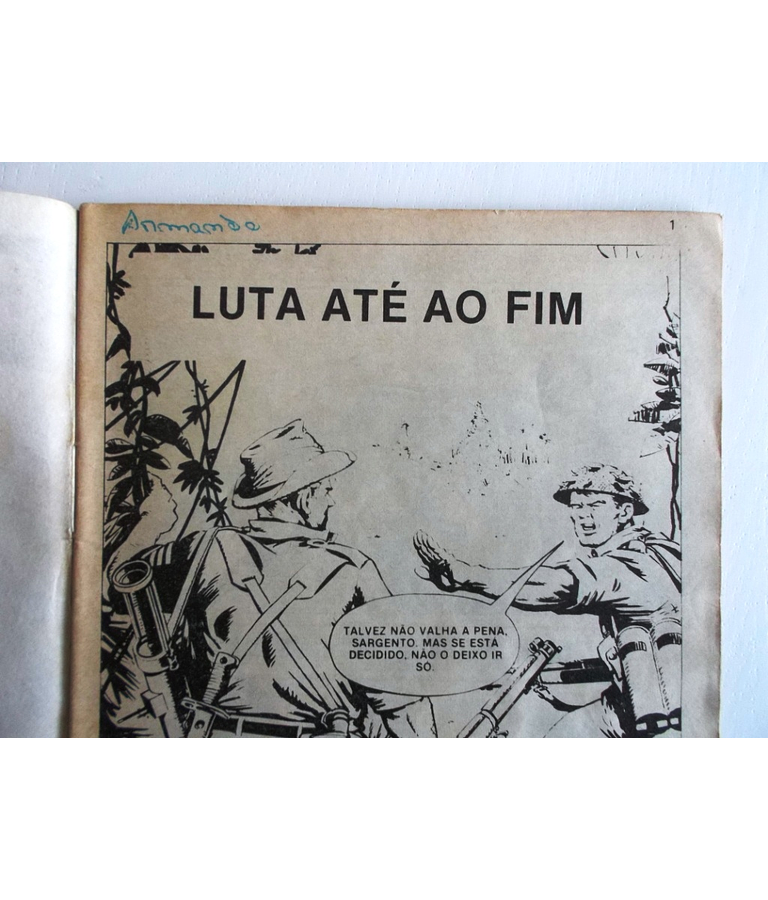 Armando
1
LUTA ATÉ AO FIM
TALVEZ NÃO VALHA A PENA,
SARGENTO. MAS SE ESTÁ
DECIDIDO, NÃO O DEIXO IR
SÓ.